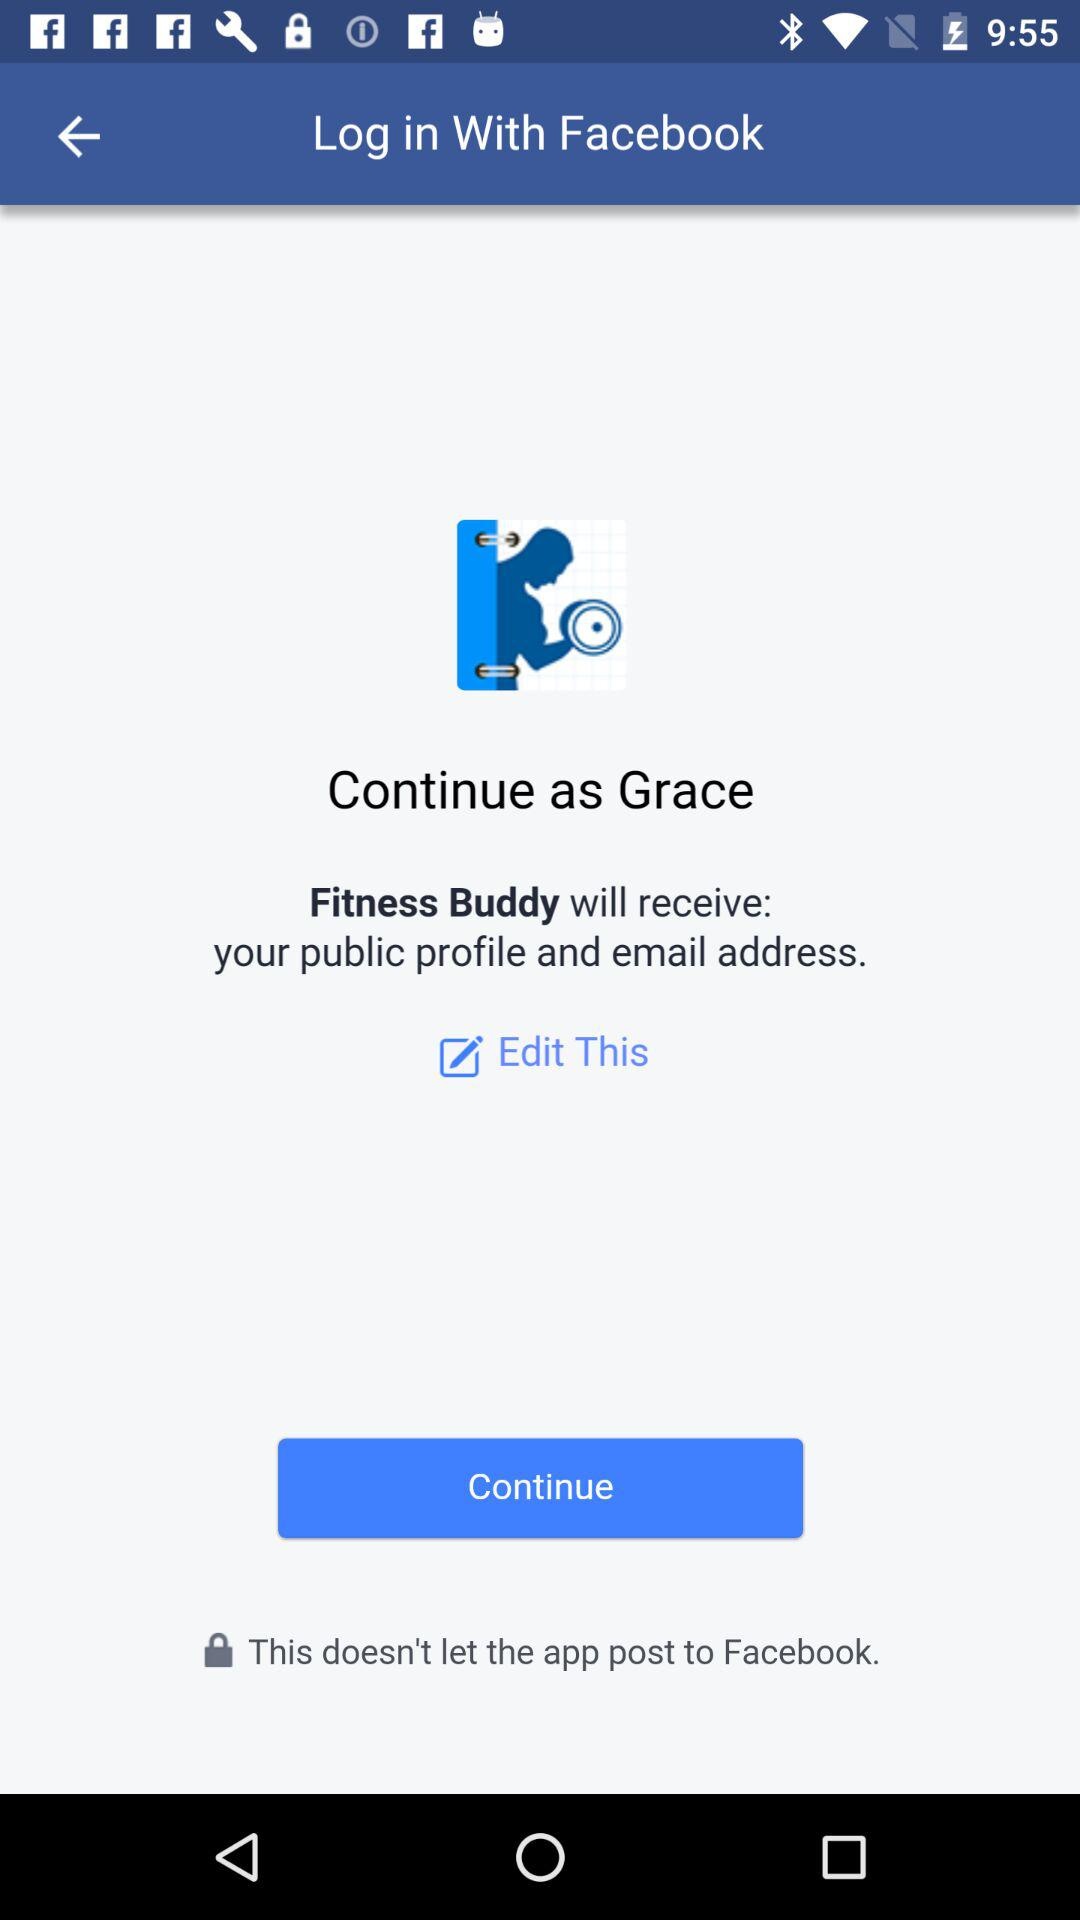 9:55
Log in With Facebook
Continue as Grace
Fitness Buddy will receive:
your public profile and email address.
Edit This
Continue
This doesn't let the app post to Facebook.